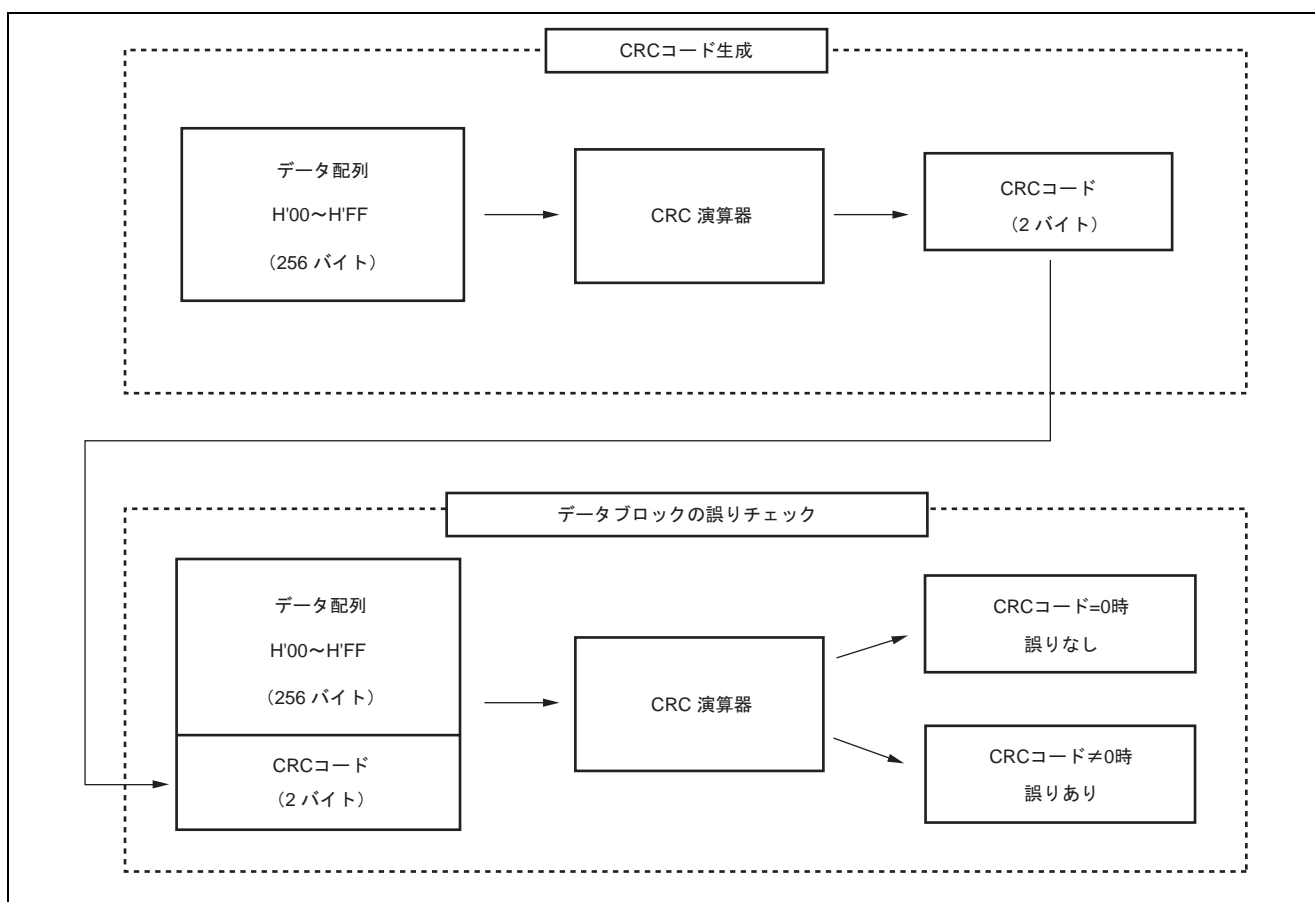 CRCコード生成
データ配列
H'00～H'FF
（256 バイト）
CRC 演算器
CRCコード
（2 バイト）
データブロックの誤りチェック
データ配列
H'00～H'FF
（256 バイト）
CRCコード
（2 バイト）
CRC 演算器
CRCコード=0時
誤りなし
CRCコード≠0時
誤りあり